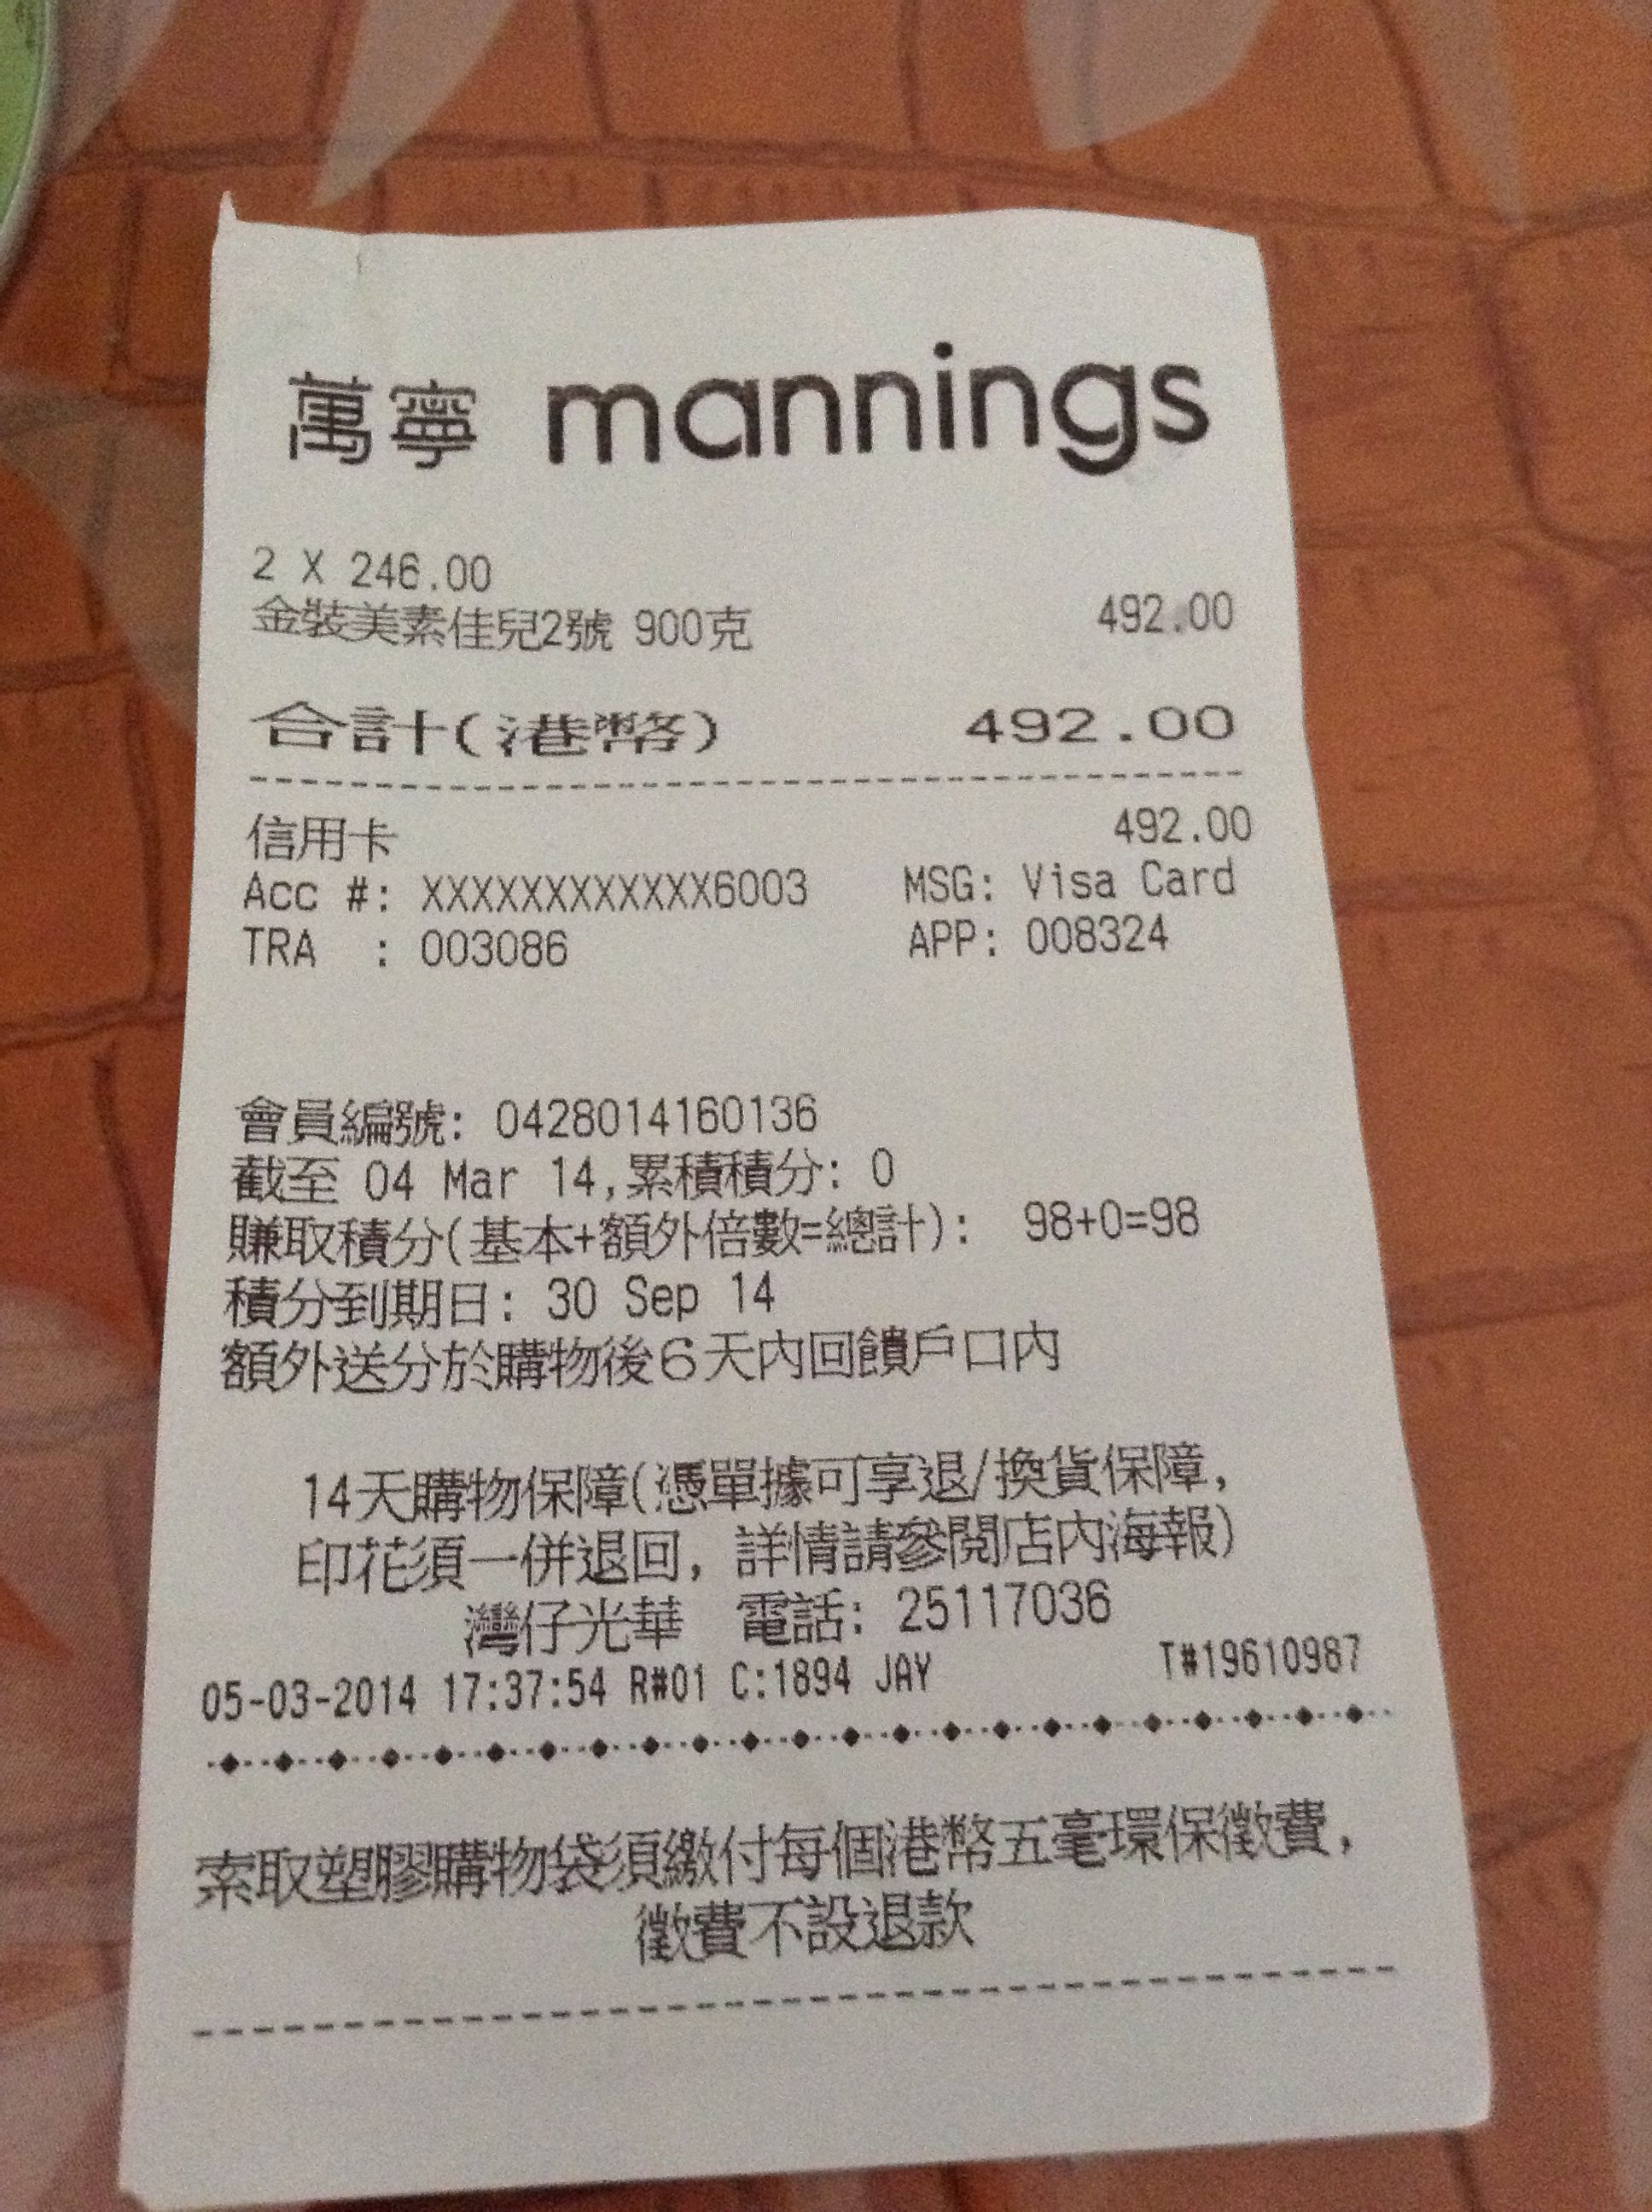 萬寧 mannings
2 X 246.00
金裝美素佳兒2號 900克 492.00
合計(港幣) 492.00
信用卡 492.00
Acc #: XXXXXXXXXXXX6003 MSG: Visa Card
TRA : 003086 APP: 008324
會員編號: 0428014160136
截至 04 Mar 14,累積積分: 0
賺取積分(基本+額外倍數=總計): 98+0=98
積分到期日: 30 Sep 14
額外送分於購物後6天內回饋戶口內
14天購物保障(憑單據可享退/換貨保障,
印花須一併退回, 詳情請參閱店內海報)
灣仔光華 電話: 25117036
05-03-2014 17:37:54 R#01 C:1894 JAY T#19610987
索取塑膠購物袋須繳付每個港幣五毫環保徵費,
徵費不設退款